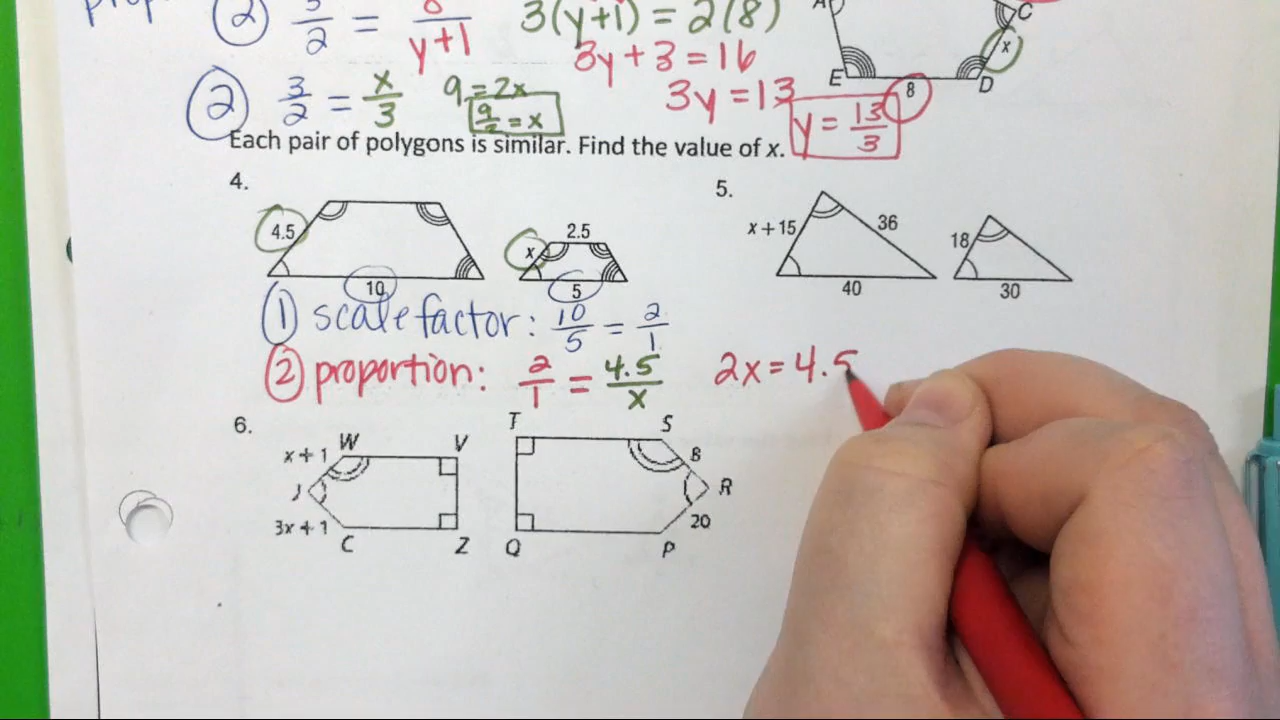 ② 3/2 = 8/y+1 3(y+1) = 2(8)
3y + 3 = 16
② 3/2 = x/3 9 = 2x 3y = 13
9/2 = x y = 13/3
A C x E 8 D
Each pair of polygons is similar. Find the value of x.
4. 5.
4.5 10 x 2.5 5
x + 15 36 40 18 30
① scale factor: 10/5 = 2/1
② proportion: 2/1 = 4.5/x 2x = 4.5
6.
x + 1 W V J 3x + 1 C Z
T S 8 R 20 P Q